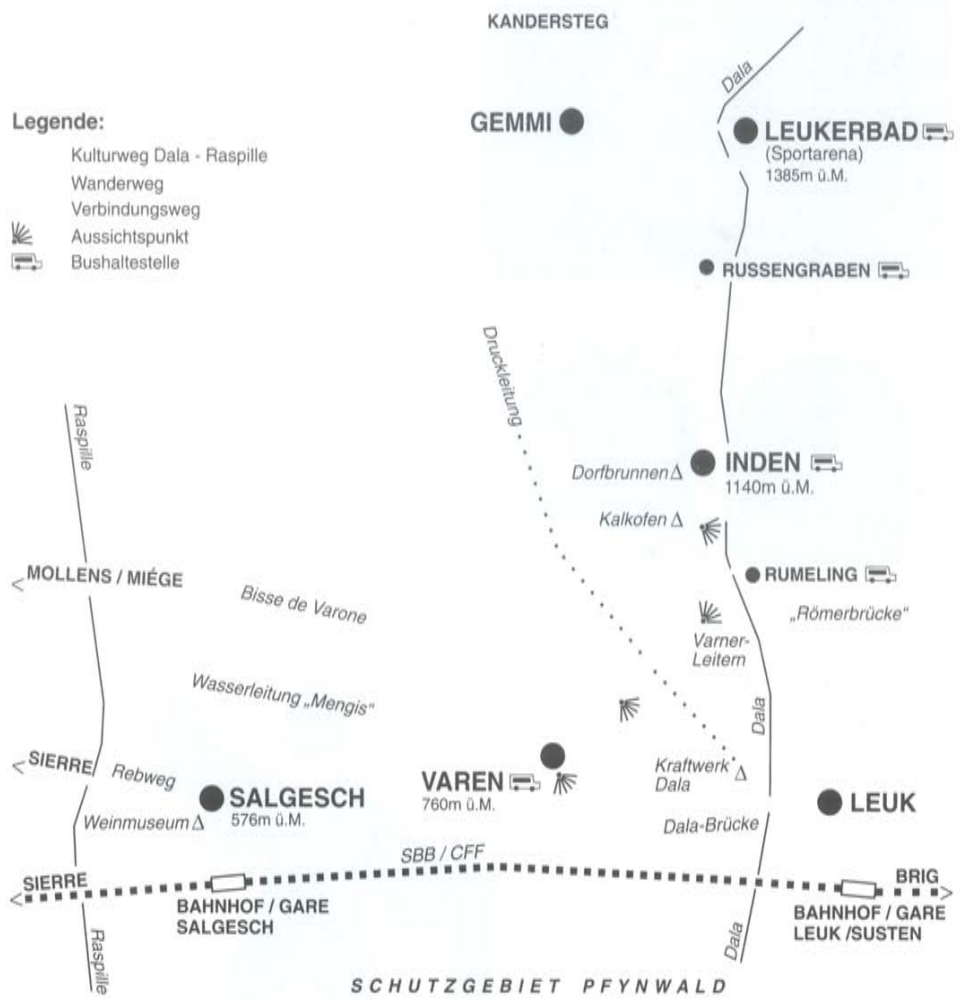 KANDERSTEG
Dala
Legende:
Kulturweg Dala - Raspille
Wanderweg
Verbindungsweg
Aussichtspunkt
Bushaltestelle
GEMMI
LEUKERBAD
(Sportarena)
1385m ü.M.
RUSSENGRABEN
Druckleitung
Raspille
Dorfbrunnen
INDEN
1140m ü.M.
Kalkofen
MOLLENS / MIÉGE
RUMELING
Bisse de Varone
„Römerbrücke"
Varner-
Leitern
Wasserleitung „Mengis"
Dala
SIERRE
Rebweg
Kraftwerk
Dala
VAREN
760m ü.M.
SALGESCH
576m ü.M.
LEUK
Weinmuseum
Dala-Brücke
SBB / CFF
SIERRE
BRIG
BAHNHOF / GARE
SALGESCH
BAHNHOF / GARE
LEUK /SUSTEN
Raspille
Dala
SCHUTZGEBIET PFYNWALD